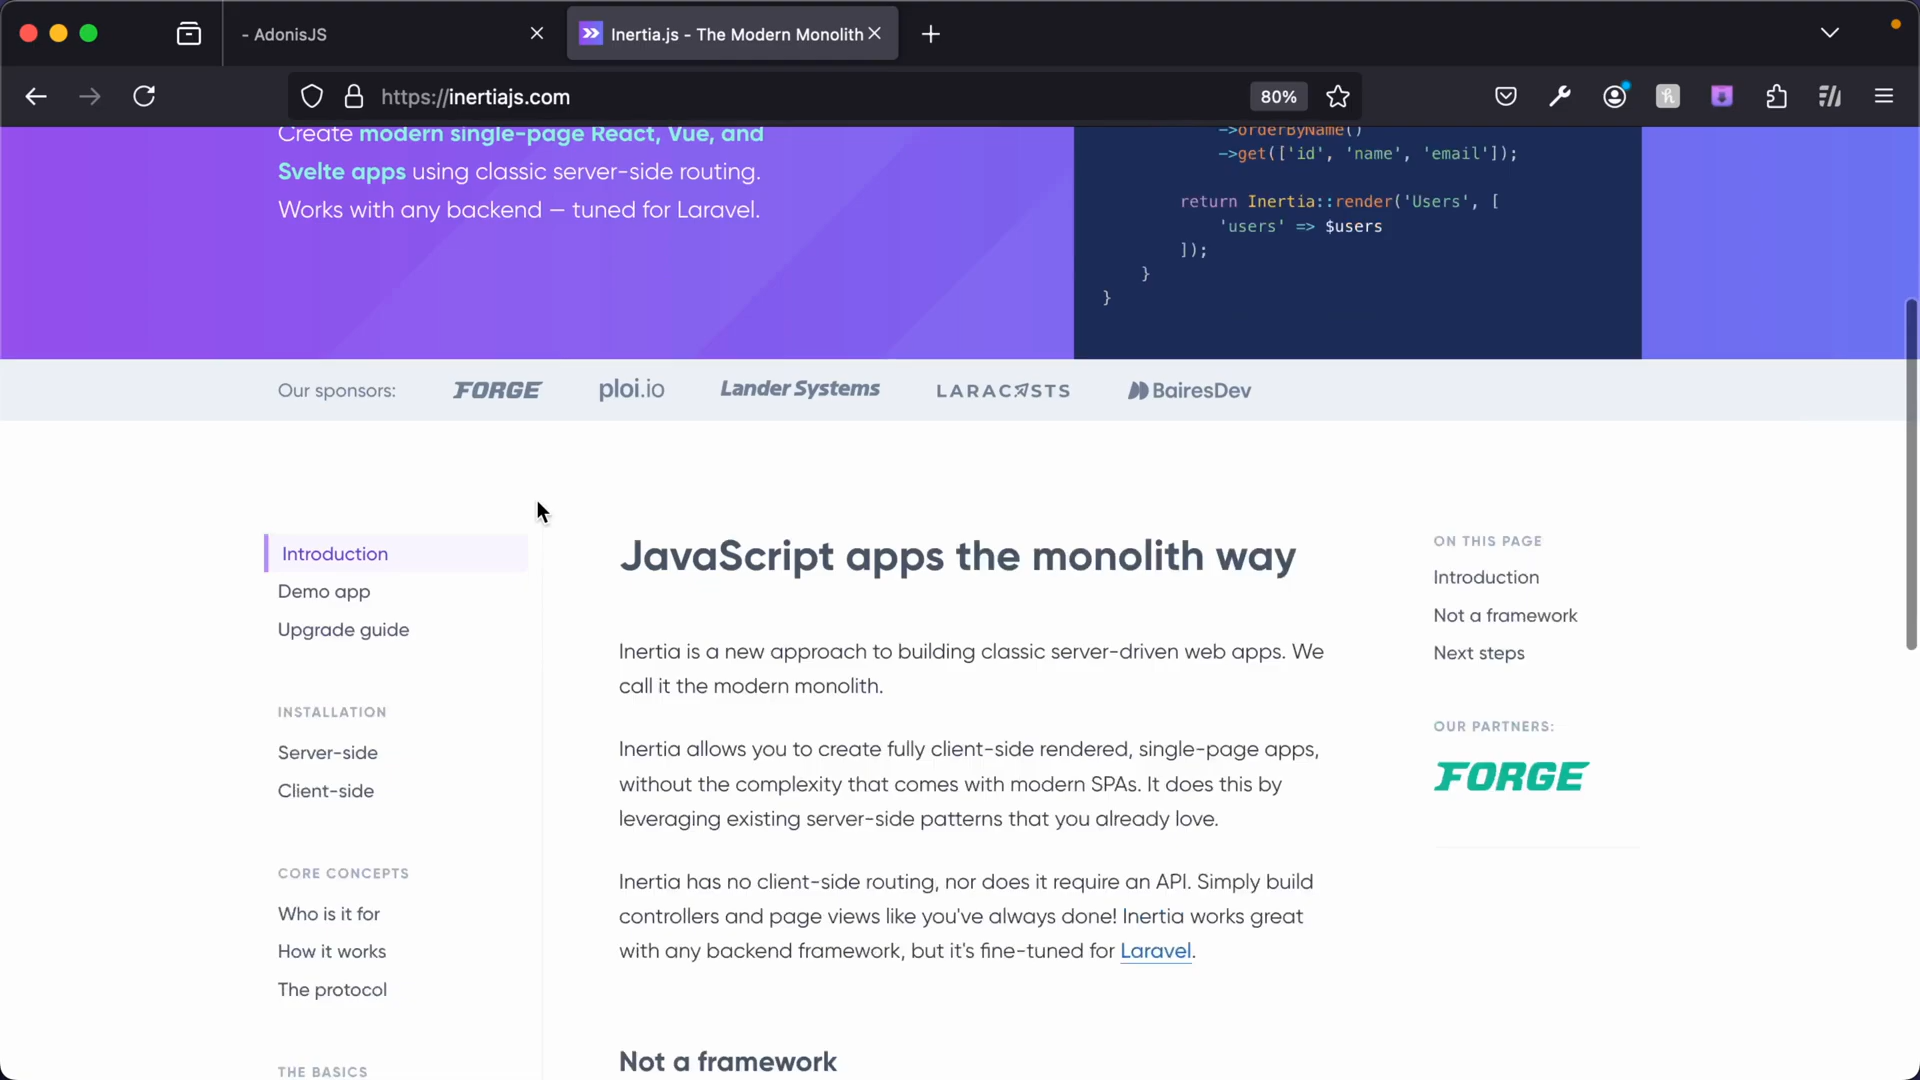 - AdonisJS
Inertia.js - The Modern Monolith
https://inertiajs.com
80%
Create modern single-page React, Vue, and
Svelte apps using classic server-side routing.
Works with any backend — tuned for Laravel.
->orderByName()
->get(['id', 'name', 'email']);
return Inertia::render('Users', [
'users' => $users
]);
}
}
Our sponsors:
FORGE
ploi.io
Lander Systems
LARACASTS
BairesDev
Introduction
Demo app
Upgrade guide
INSTALLATION
Server-side
Client-side
CORE CONCEPTS
Who is it for
How it works
The protocol
THE BASICS
JavaScript apps the monolith way
Inertia is a new approach to building classic server-driven web apps. We
call it the modern monolith.
Inertia allows you to create fully client-side rendered, single-page apps,
without the complexity that comes with modern SPAs. It does this by
leveraging existing server-side patterns that you already love.
Inertia has no client-side routing, nor does it require an API. Simply build
controllers and page views like you've always done! Inertia works great
with any backend framework, but it's fine-tuned for Laravel.
Not a framework
ON THIS PAGE
Introduction
Not a framework
Next steps
OUR PARTNERS:
FORGE